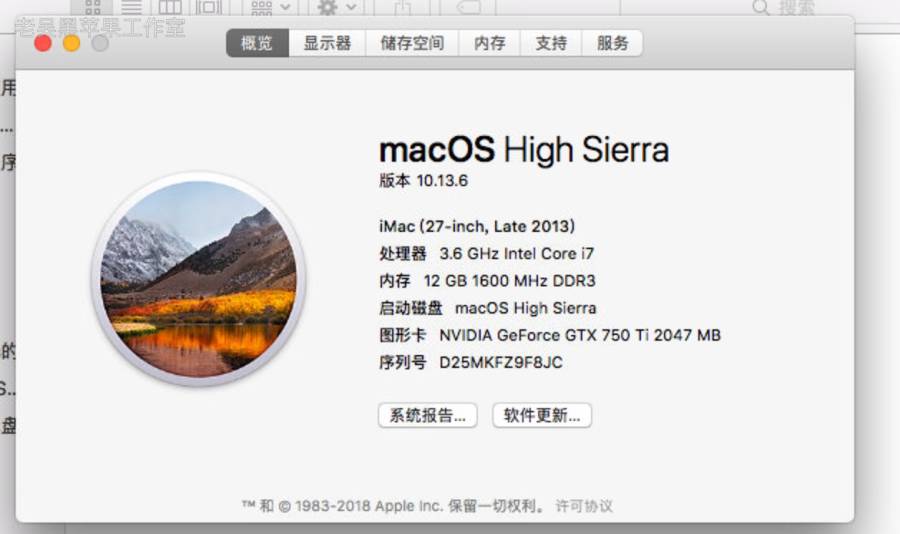 搜索
老吴黑苹果工作室
概览 显示器 储存空间 内存 支持 服务
用
...
序
macOS High Sierra
版本 10.13.6
iMac (27-inch, Late 2013)
处理器 3.6 GHz Intel Core i7
内存 12 GB 1600 MHz DDR3
启动磁盘 macOS High Sierra
图形卡 NVIDIA GeForce GTX 750 Ti 2047 MB
的
序列号 D25MKFZ9F8JC
S...
系统报告... 软件更新...
盘
™ 和 © 1983-2018 Apple Inc. 保留一切权利。 许可协议